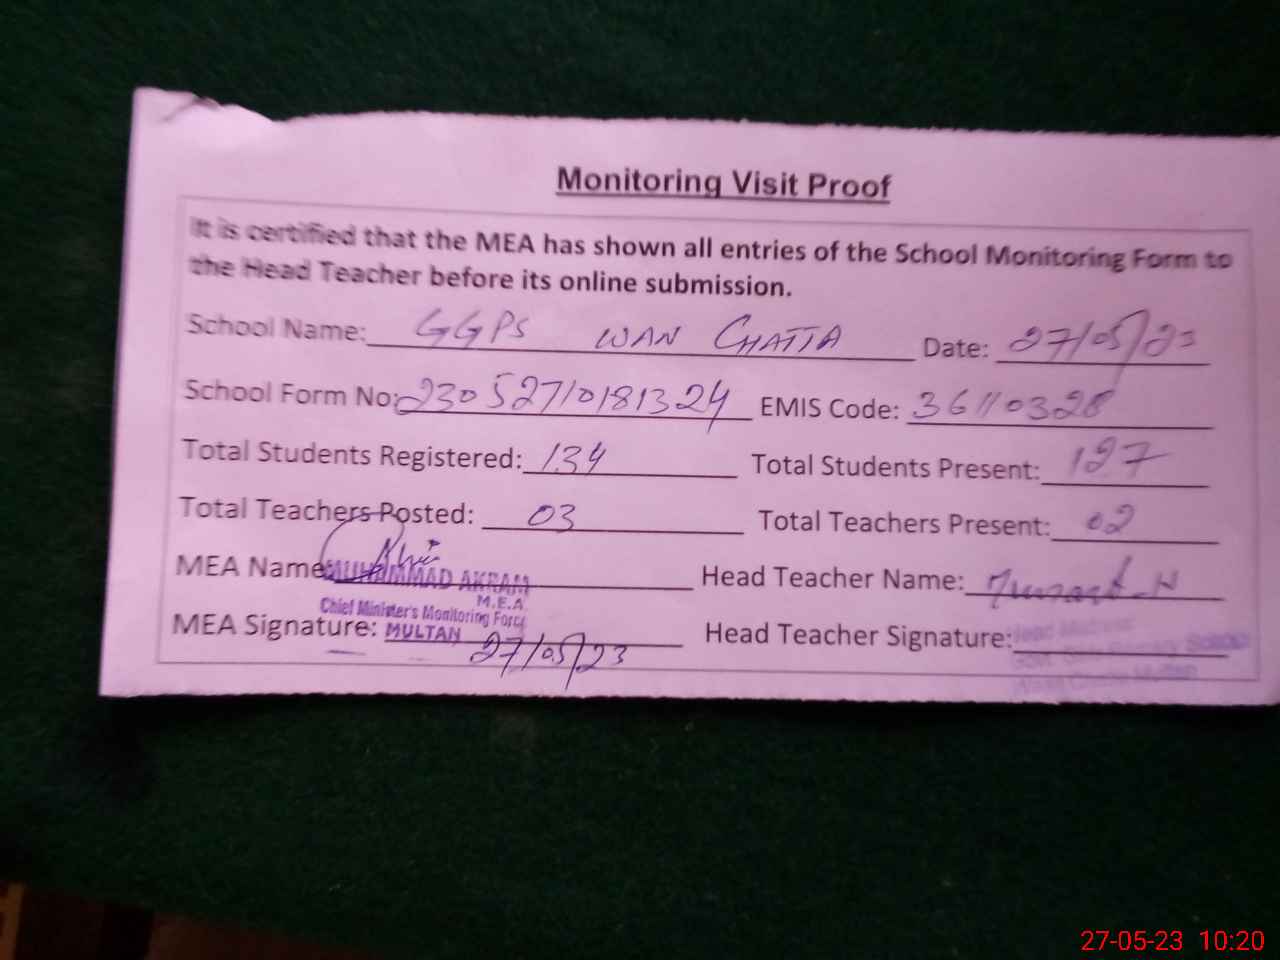 Monitoring Visit Proof
It is certified that the MEA has shown all entries of the School Monitoring Form to
the Head Teacher before its online submission.
School Name: GGPS WAN CHATTA Date: 27/05/23
School Form No: 23052710181324 EMIS Code: 36110328
Total Students Registered: 134 Total Students Present: 127
Total Teachers Posted: 03 Total Teachers Present: 02
MEA Name: MUHAMMAD AKRAM Head Teacher Name:
M.E.A
Chief Minister's Monitoring Force
MEA Signature: MULTAN Head Teacher Signature:
27/05/23
27-05-23 10:20